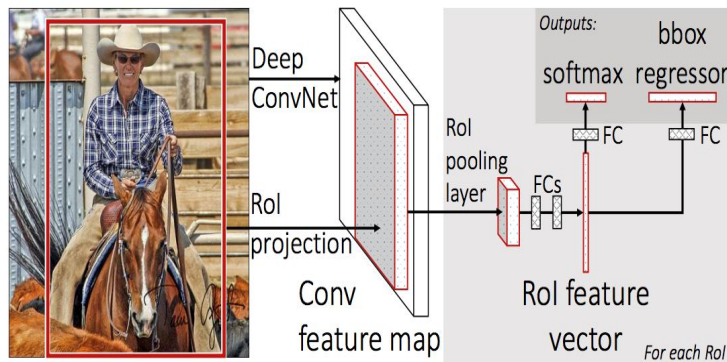 Deep
ConvNet
RoI
projection
Conv
feature map
RoI
pooling
layer
FCs
RoI feature
vector
Outputs:
softmax
bbox
regressor
FC
FC
For each RoI